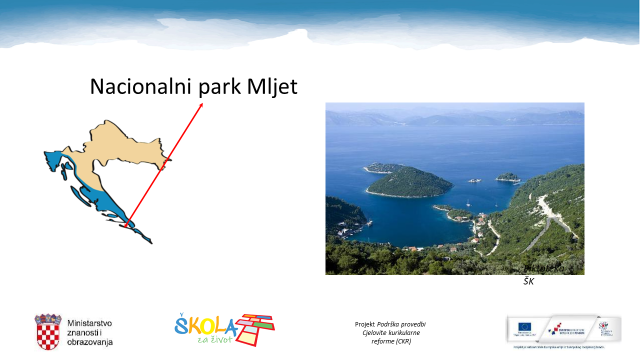 Nacionalni park Mljet
ŠK
Ministarstvo
znanosti i
obrazovanja
ŠKOLA
za život
Projekt Podrška provedbi
Cjelovite kurikularne
reforme (CKR)